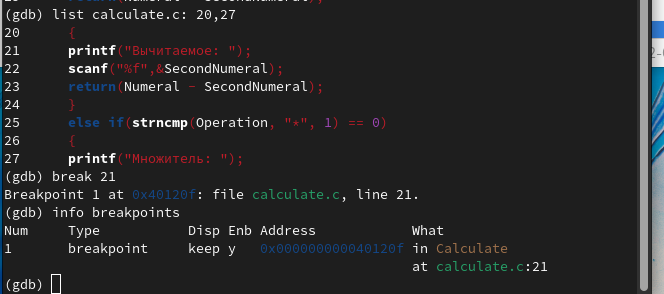 (gdb) list calculate.c: 20,27
20 {
21 printf("Вычитаемое: ");
22 scanf("%f",&SecondNumeral);
23 return(Numeral - SecondNumeral);
24 }
25 else if(strncmp(Operation, "*", 1) == 0)
26 {
27 printf("Множитель: ");
(gdb) break 21
Breakpoint 1 at 0x40120f: file calculate.c, line 21.
(gdb) info breakpoints
Num Type Disp Enb Address What
1 breakpoint keep y 0x000000000040120f in Calculate
at calculate.c:21
(gdb)